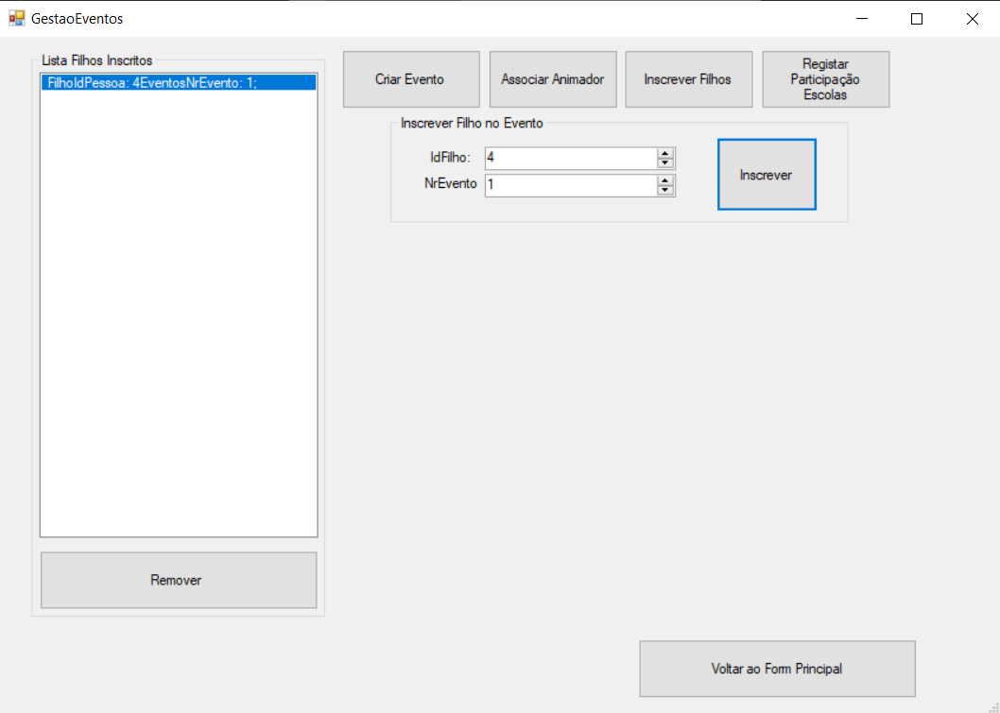 GestaoEventos
Lista Filhos Inscritos
FilhoIdPessoa: 4EventosNrEvento: 1;
Remover
Criar Evento
Associar Animador
Inscrever Filhos
Registar
Participação
Escolas
Inscrever Filho no Evento
IdFilho: 4
NrEvento 1
Inscrever
Voltar ao Form Principal